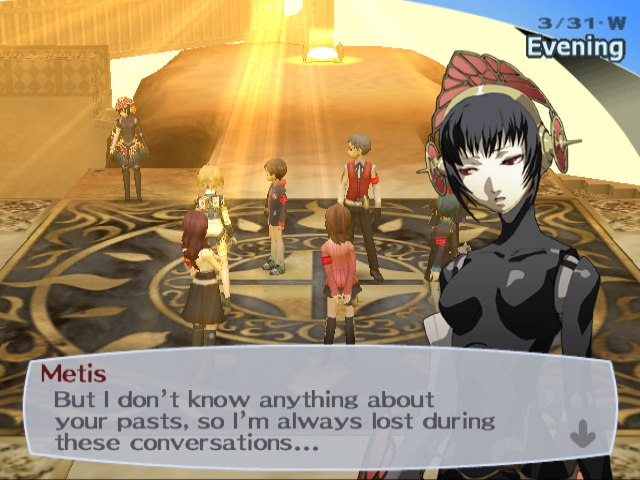 3/31・W
Evening
Metis
But I don't know anything about
your pasts, so I'm always lost during
these conversations...